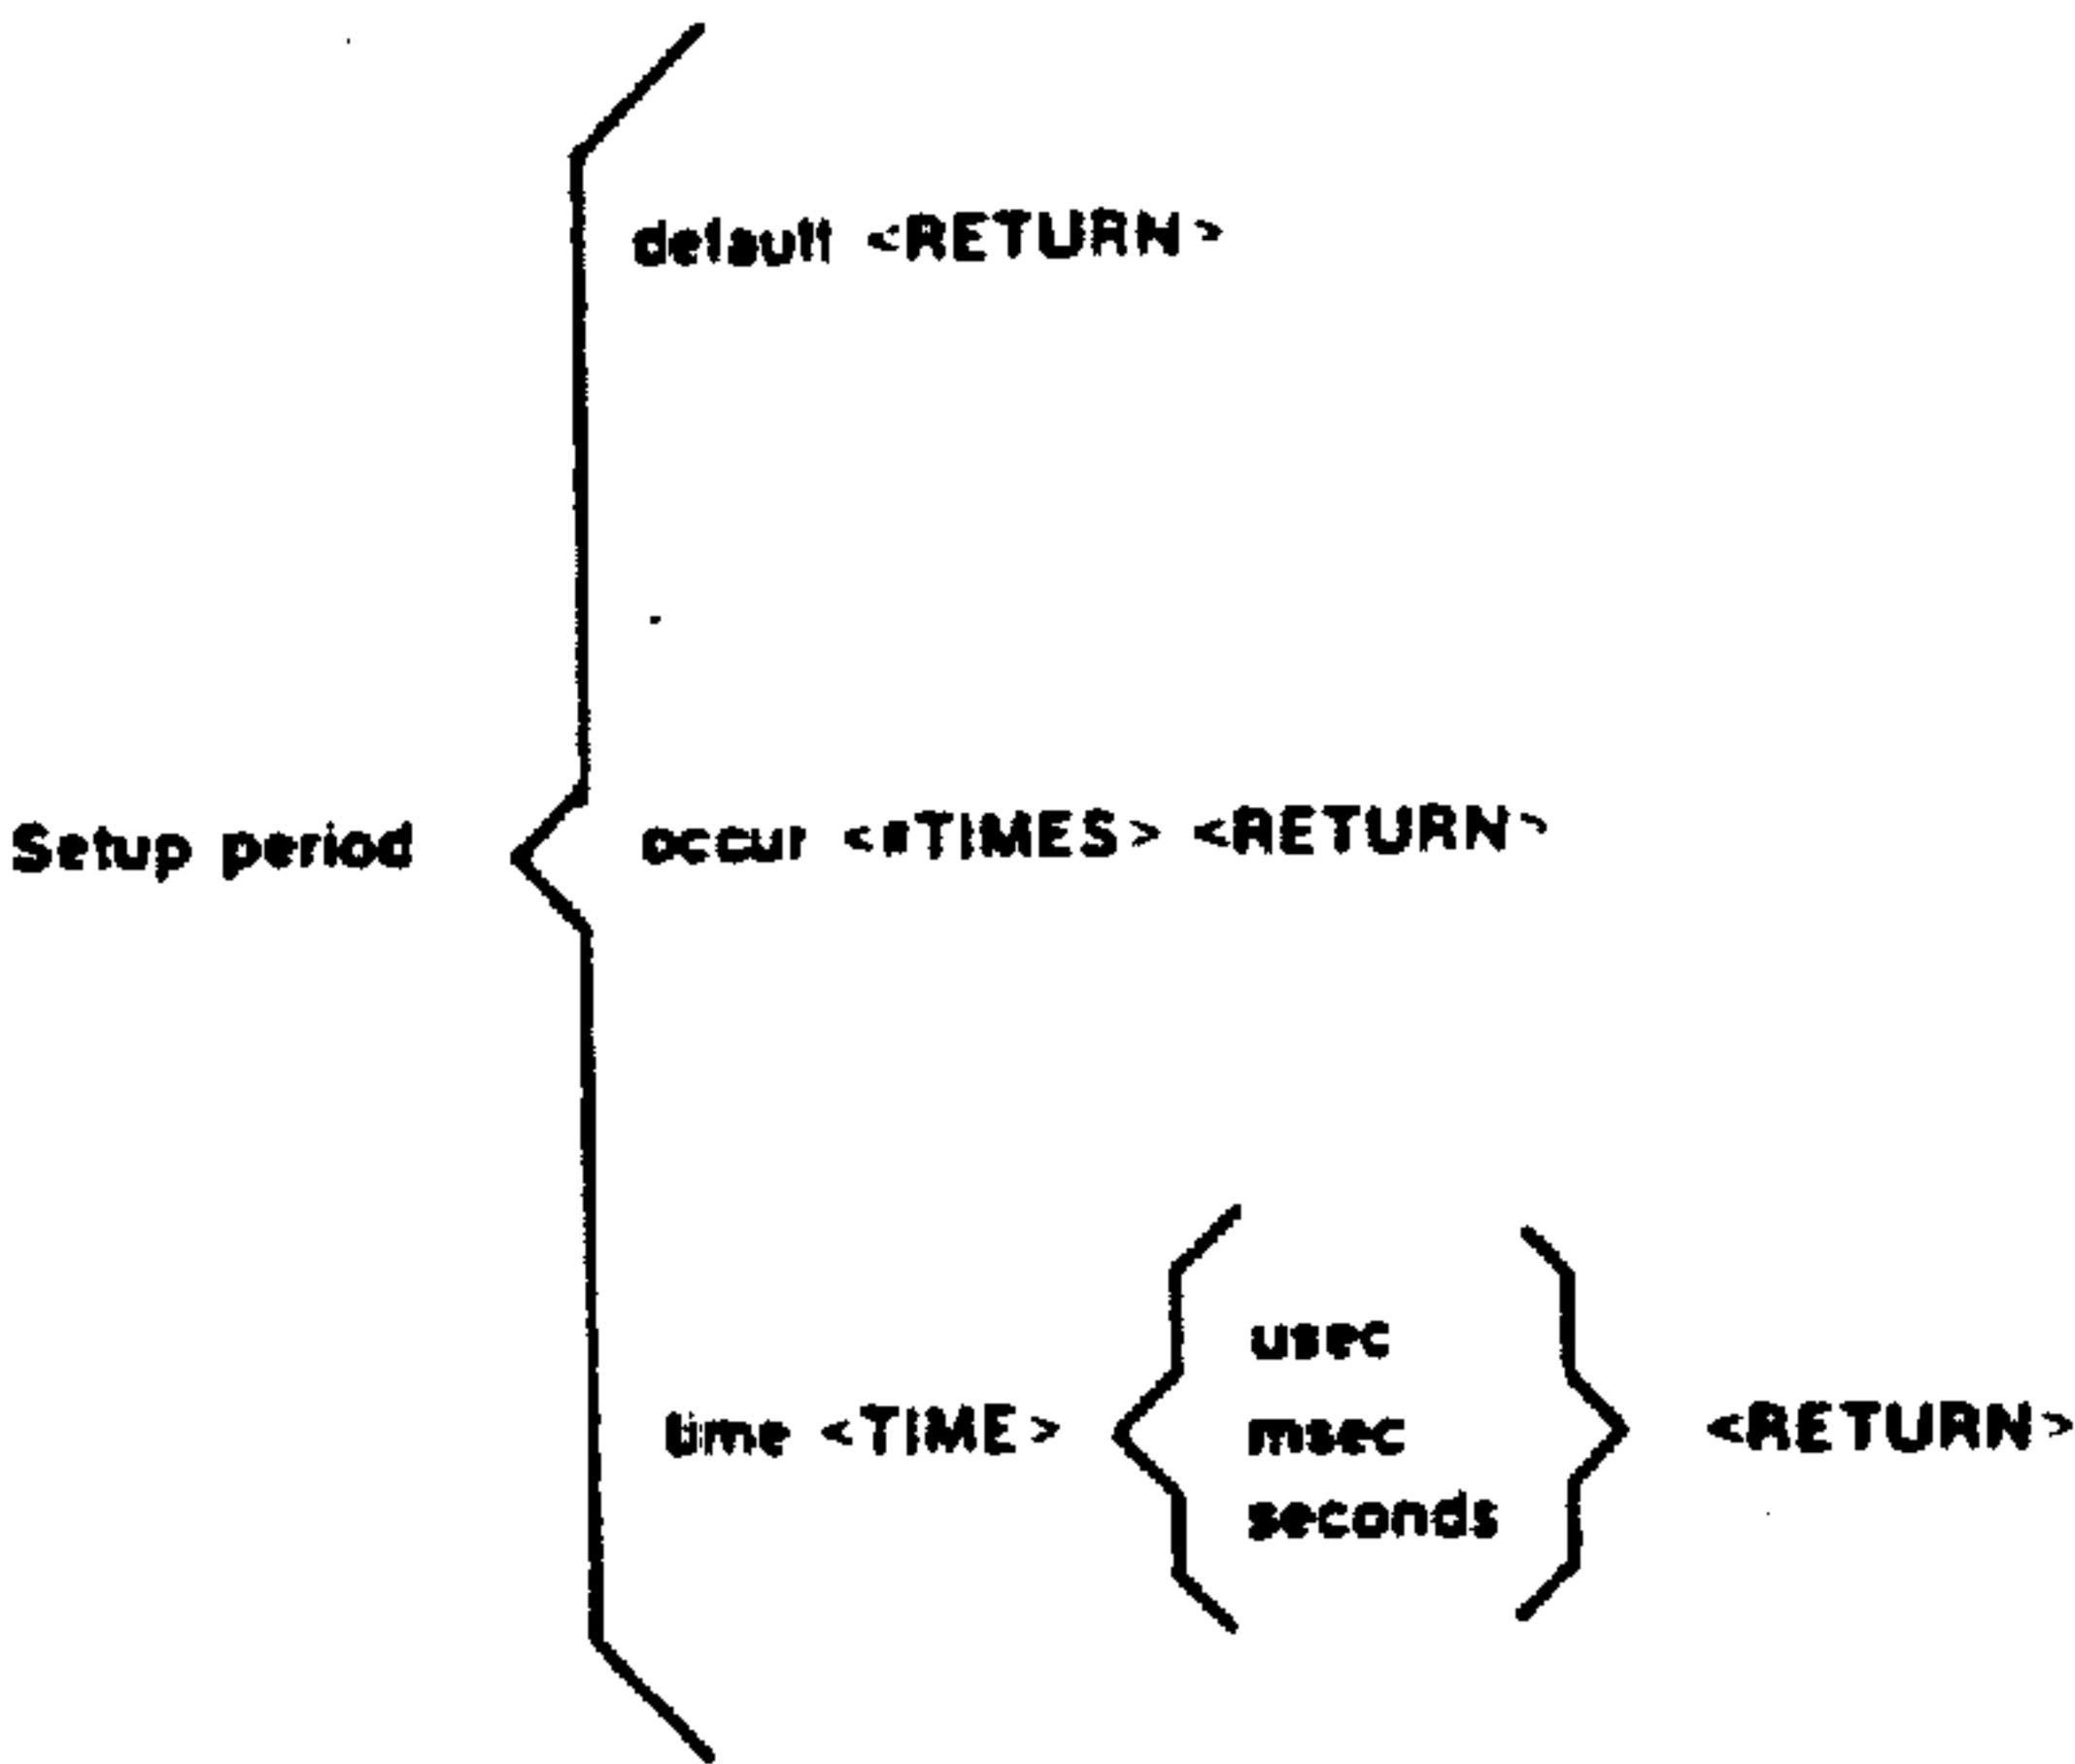 default <RETURN>
Setup period
occur <#TIMES> <RETURN>
usec
time <TIME>
msec
<RETURN>
seconds